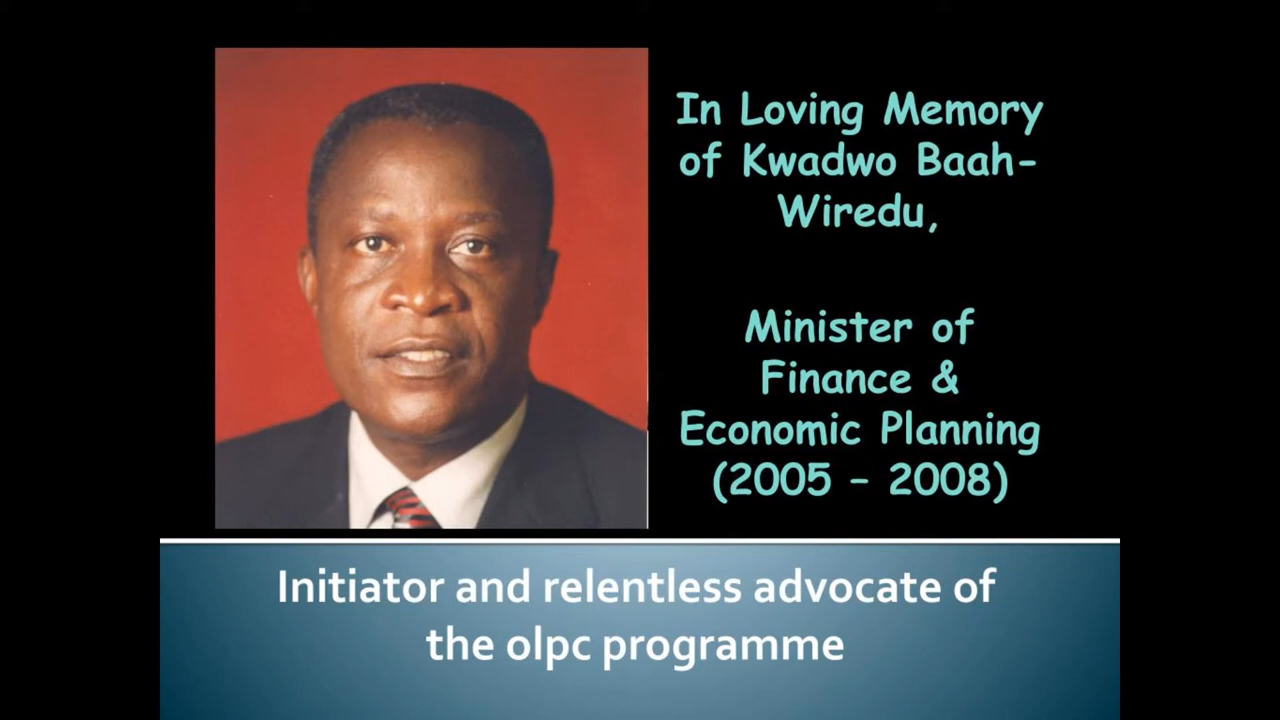 In Loving Memory
of Kwadwo Baah-
Wiredu,
Minister of
Finance &
Economic Planning
(2005 – 2008)
Initiator and relentless advocate of
the olpc programme